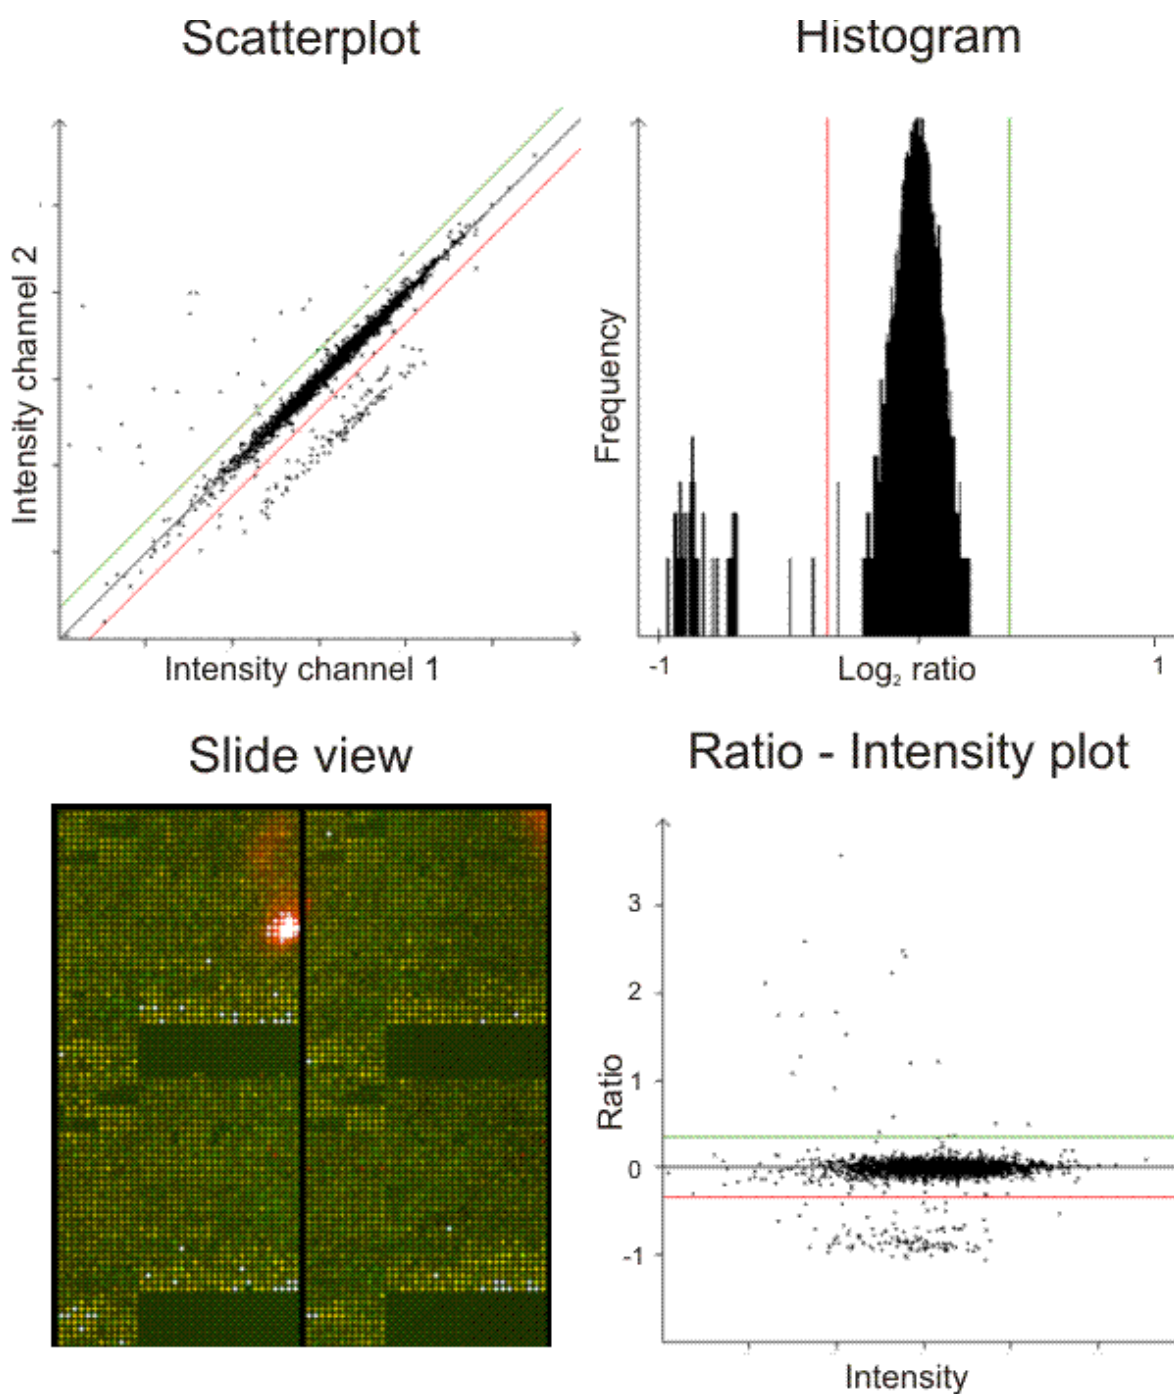 Scatterplot
Histogram
Intensity channel 2
Intensity channel 1
Frequency
-1
1
Log2 ratio
Slide view
Ratio - Intensity plot
Ratio
3
2
1
0
-1
Intensity